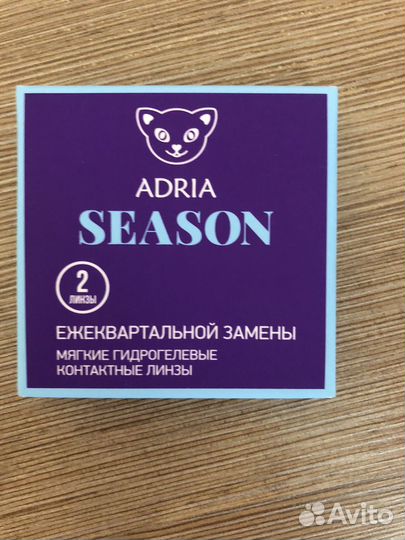 ADRIA
SEASON
2
ЛИНЗЫ
ЕЖЕКВАРТАЛЬНОЙ ЗАМЕНЫ
МЯГКИЕ ГИДРОГЕЛЕВЫЕ
КОНТАКТНЫЕ ЛИНЗЫ
Avito